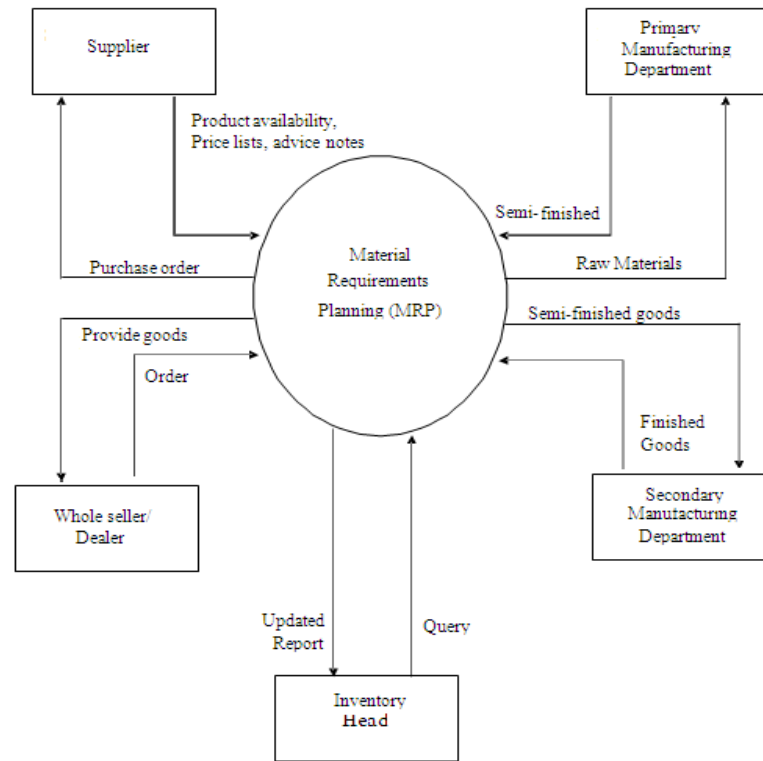 Supplier
Primary
Manufacturing
Department
Product availability,
Price lists, advice notes
Semi-finished
Material
Requirements
Planning (MRP)
Purchase order
Raw Materials
Provide goods
Semi-finished goods
Order
Finished
Goods
Whole seller/
Dealer
Secondary
Manufacturing
Department
Updated
Report
Query
Inventory
Head